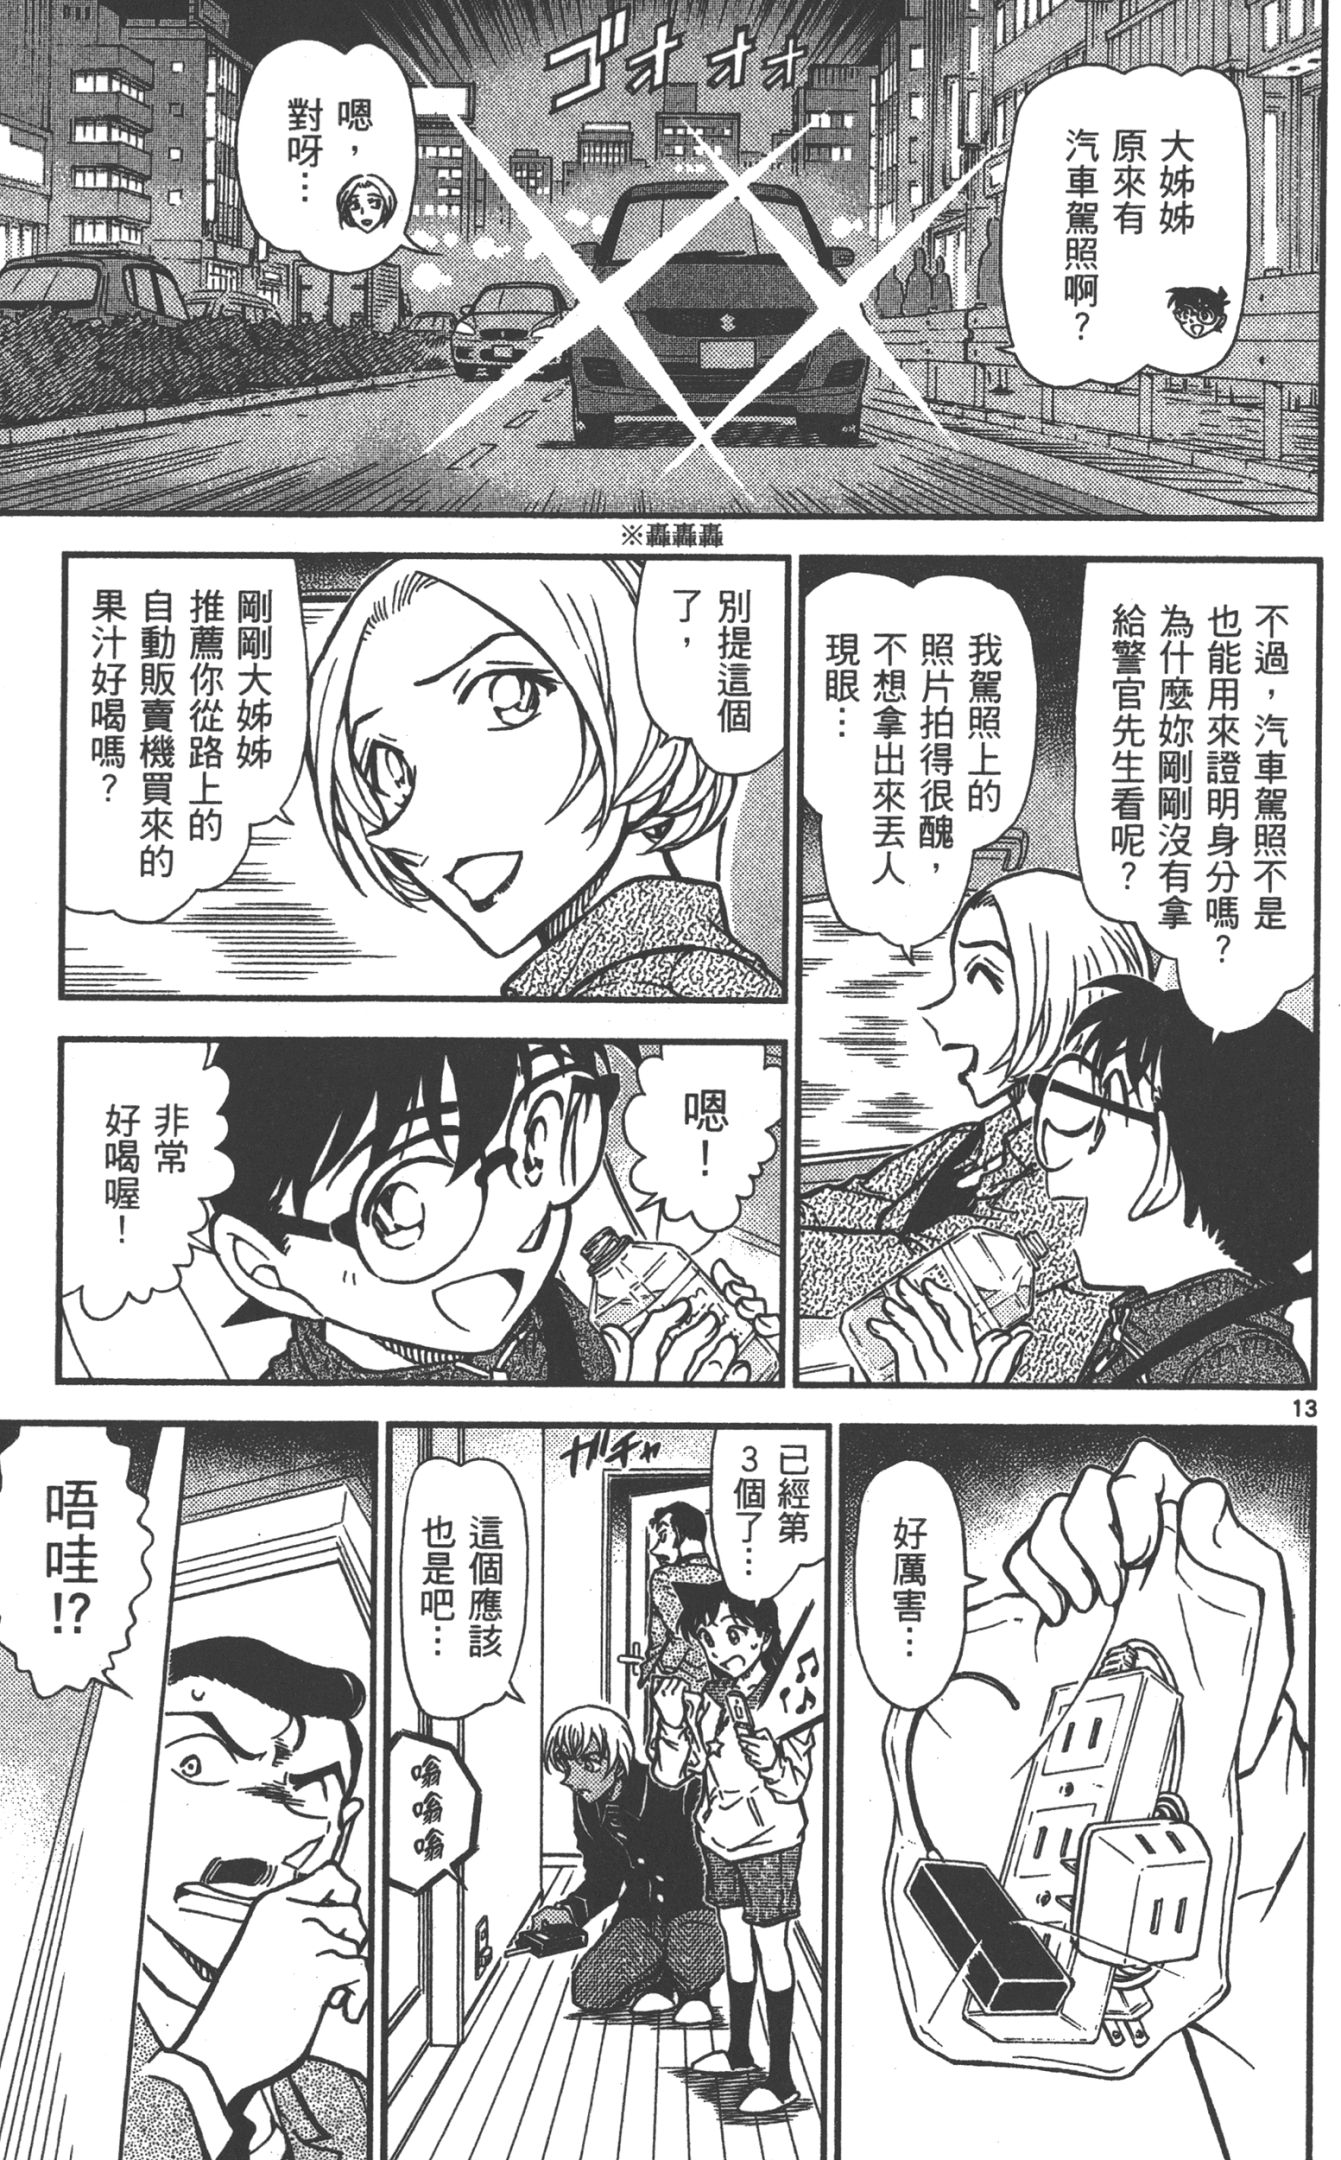 大姊姊
原來有
汽車駕照啊？
ゴォォォ
嗯，
對呀…
※轟轟轟
不過，汽車駕照不是
也能用來證明身分嗎？
為什麼妳剛剛沒有拿
給警官先生看呢？
我駕照上的
照片拍得很醜，
不想拿出來丟人
現眼…
別提這個
了，
剛剛大姊姊
推薦你從路上的
自動販賣機買來的
果汁好喝嗎？
嗯！
非常
好喝喔！
13
好厲害…
已經第
3個了…
ガチャ
這個應該
也是吧…
嗡嗡嗡
唔哇!?